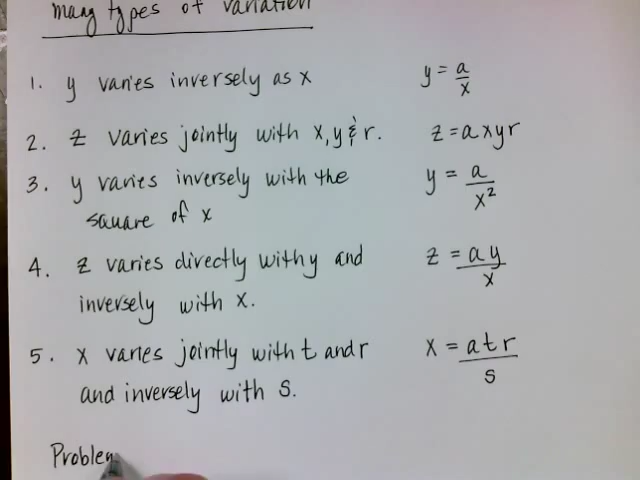 many types of variation
1. y varies inversely as x y = a/x
2. z varies jointly with x, y & r. z = axyr
3. y varies inversely with the y = a/x²
square of x
4. z varies directly with y and z = ay/x
inversely with x.
5. x varies jointly with t and r x = atr/s
and inversely with s.
Problem